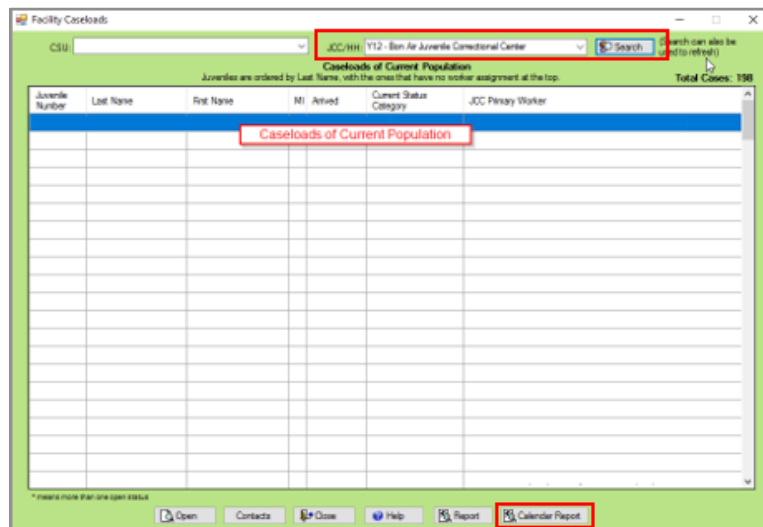 Facility Caseloads
CSU:
JCC/HH: Y12 - Bon Air Juvenile Correctional Center
Search
(Search can also be used to refresh)
Caseloads of Current Population
Juveniles are ordered by Last Name, with the ones that have no worker assignment at the top.
Total Cases: 198
Juvenile Number
Last Name
First Name
MI
Arrived
Current Status Category
JCC Primary Worker
Caseloads of Current Population
* means more than one open status
Open
Contacts
Close
Help
Report
Calendar Report